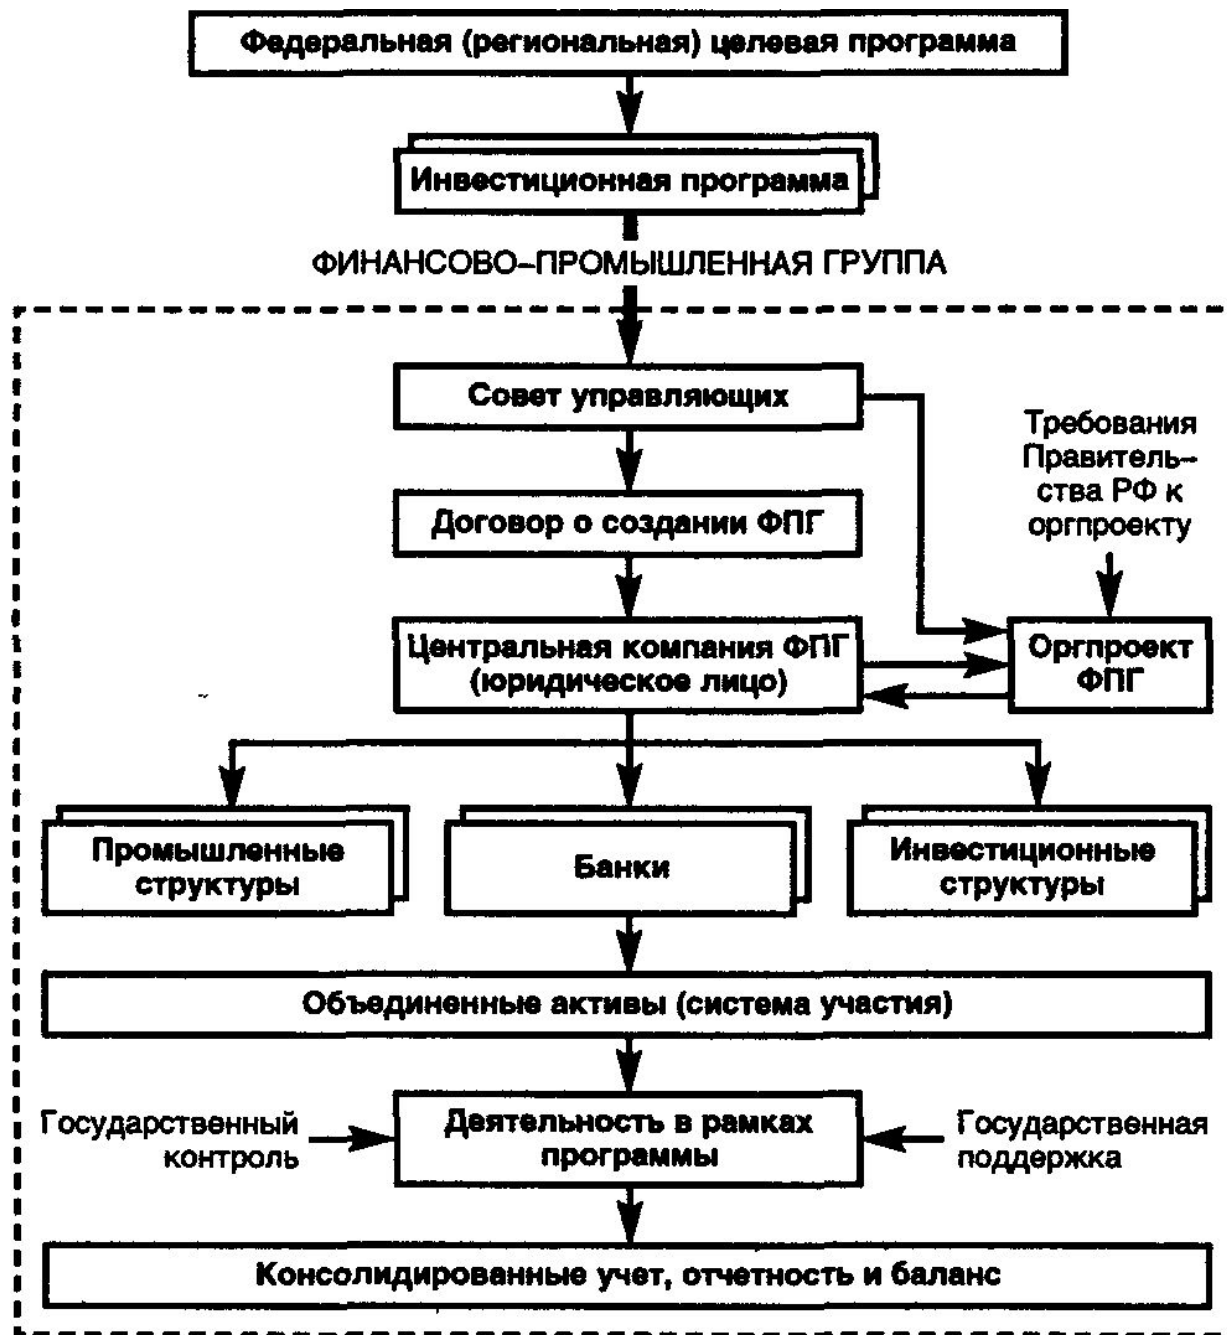 Федеральная (региональная) целевая программа
Инвестиционная программа
ФИНАНСОВО–ПРОМЫШЛЕННАЯ ГРУППА
Совет управляющих
Требования
Правитель–
ства РФ к
оргпроекту
Договор о создании ФПГ
Центральная компания ФПГ
(юридическое лицо)
Оргпроект
ФПГ
Промышленные
структуры
Банки
Инвестиционные
структуры
Объединенные активы (система участия)
Государственный
контроль
Деятельность в рамках
программы
Государственная
поддержка
Консолидированные учет, отчетность и баланс